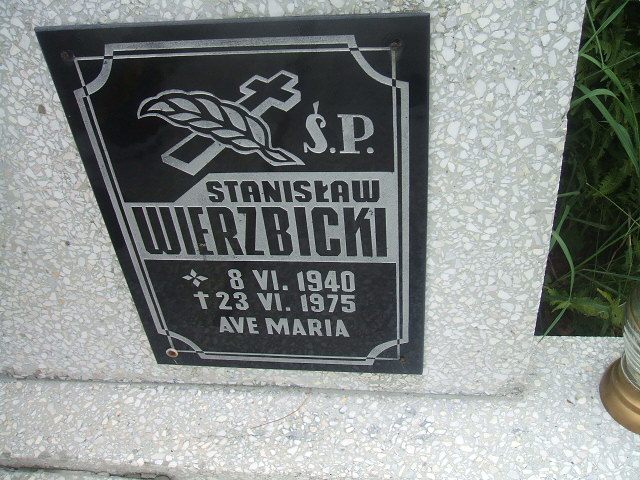 Ś.P.
STANISŁAW
WIERZBICKI
8 VI. 1940
† 23 VI. 1975
AVE MARIA